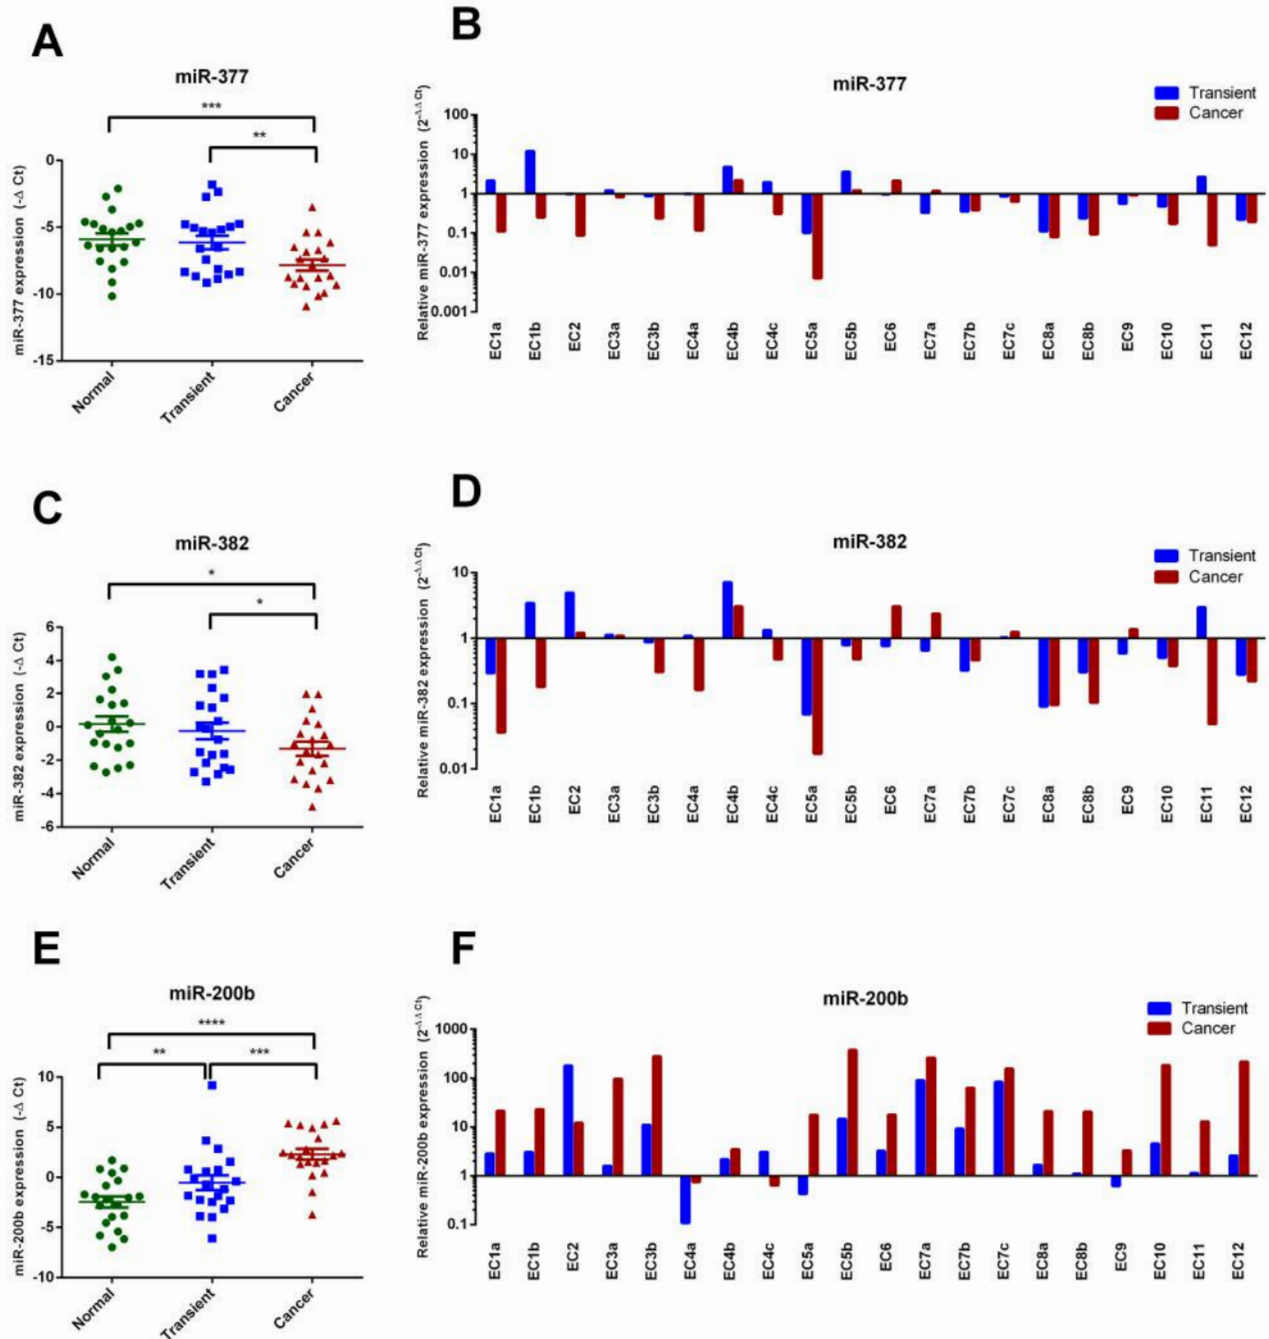 A
miR-377
***
**
miR-377 expression (-Δ Ct)
0
-5
-10
-15
Normal
Transient
Cancer
B
miR-377
Transient
Cancer
Relative miR-377 expression (2^-ΔΔ Ct)
100
10
1
0.1
0.01
0.001
EC1a
EC1b
EC2
EC3a
EC3b
EC4a
EC4b
EC4c
EC5a
EC5b
EC6
EC7a
EC7b
EC7c
EC8a
EC8b
EC9
EC10
EC11
EC12
C
miR-382
*
*
miR-382 expression (-Δ Ct)
6
4
2
0
-2
-4
-6
Normal
Transient
Cancer
D
miR-382
Transient
Cancer
Relative miR-382 expression (2^-ΔΔ Ct)
10
1
0.1
0.01
EC1a
EC1b
EC2
EC3a
EC3b
EC4a
EC4b
EC4c
EC5a
EC5b
EC6
EC7a
EC7b
EC7c
EC8a
EC8b
EC9
EC10
EC11
EC12
E
miR-200b
****
**
***
miR-200b expression (-Δ Ct)
10
5
0
-5
-10
Normal
Transient
Cancer
F
miR-200b
Transient
Cancer
Relative miR-200b expression (2^-ΔΔ Ct)
1000
100
10
1
0.1
EC1a
EC1b
EC2
EC3a
EC3b
EC4a
EC4b
EC4c
EC5a
EC5b
EC6
EC7a
EC7b
EC7c
EC8a
EC8b
EC9
EC10
EC11
EC12